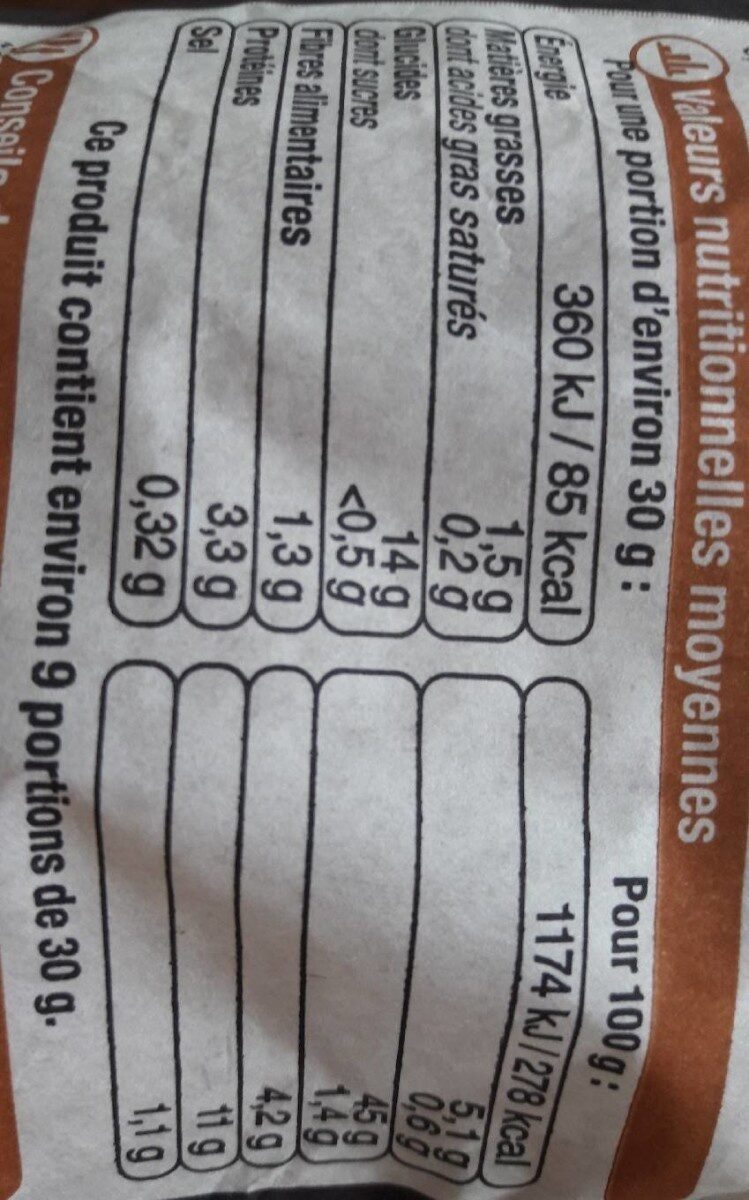 Valeurs nutritionnelles moyennes
Pour une portion d'environ 30 g : Pour 100 g :
Énergie 360 kJ / 85 kcal 1174 kJ / 278 kcal
Matières grasses 1,5 g 5,1 g
dont acides gras saturés 0,2 g 0,6 g
Glucides 14 g 45 g
dont sucres <0,5 g 1,4 g
Fibres alimentaires 1,3 g 4,2 g
Protéines 3,3 g 11 g
Sel 0,32 g 1,1 g
Ce produit contient environ 9 portions de 30 g.